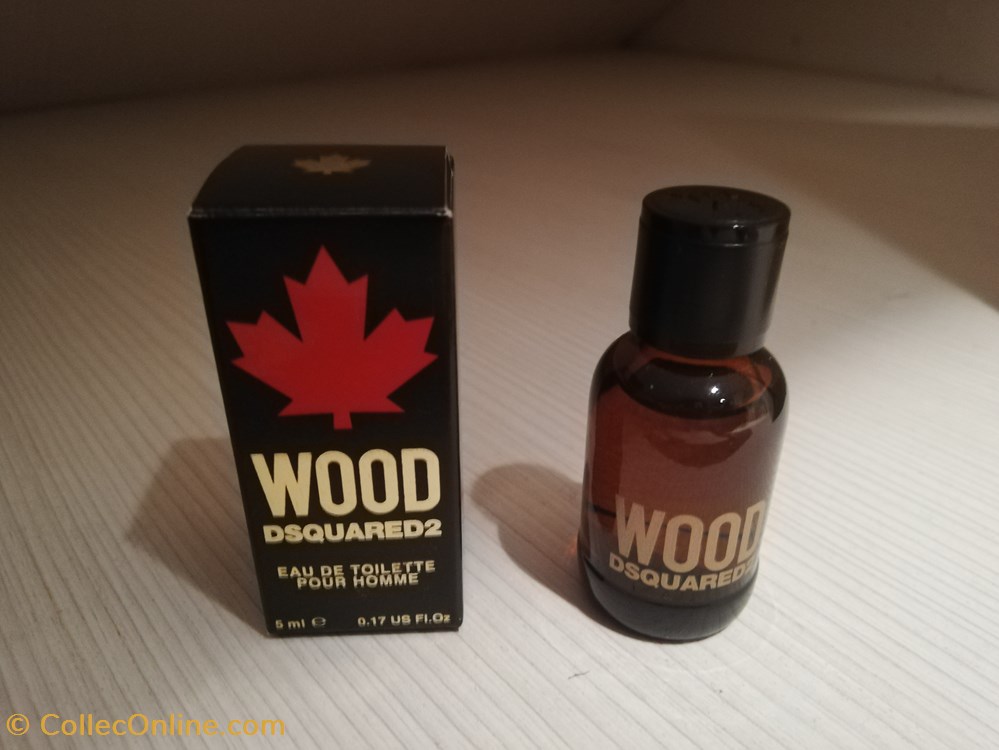 WOOD
DSQUARED2
EAU DE TOILETTE
POUR HOMME
5 ml ℮ 0.17 US Fl.Oz
WOOD
DSQUARED2
© CollecOnline.com